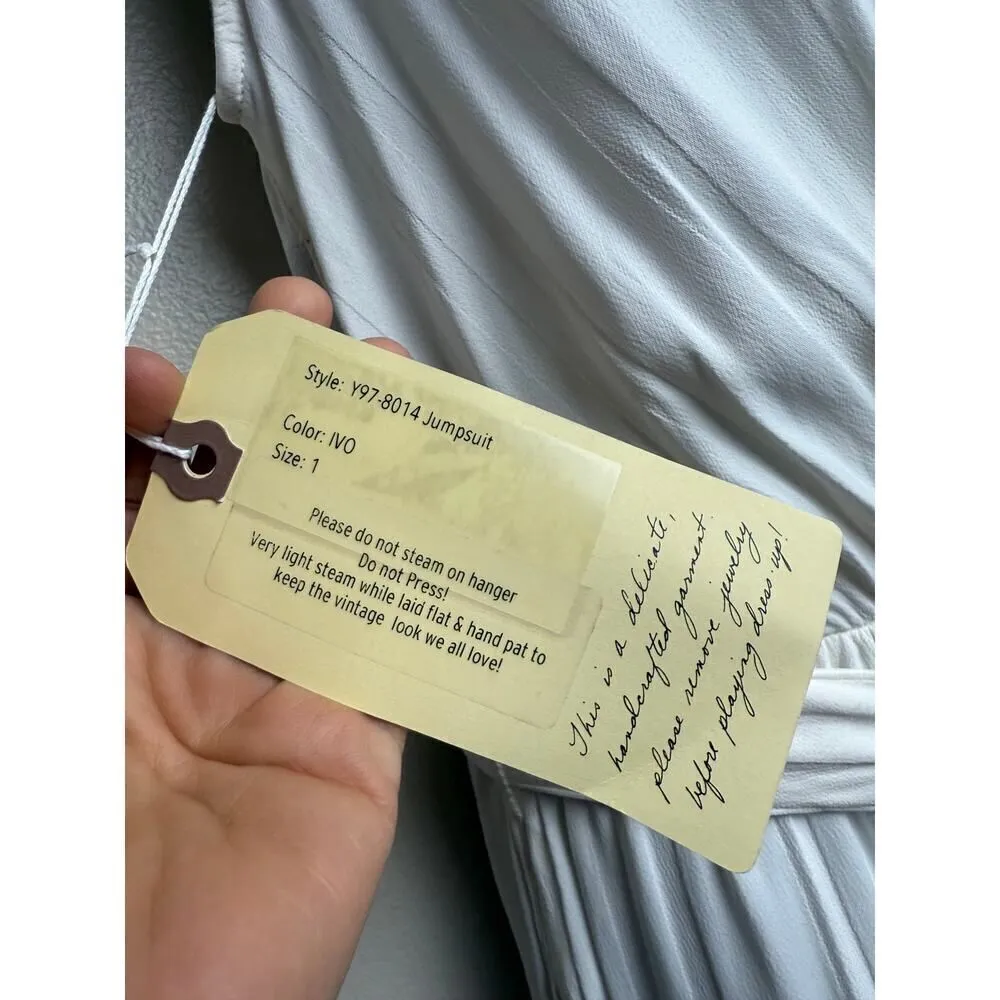 Style: Y97-8014 Jumpsuit
Color: IVO
Size: 1
Please do not steam on hanger
Do not Press!
Very light steam while laid flat & hand pat to
keep the vintage look we all love!
This is a delicate,
handcrafted garment.
please remove jewelry
before playing dress up!